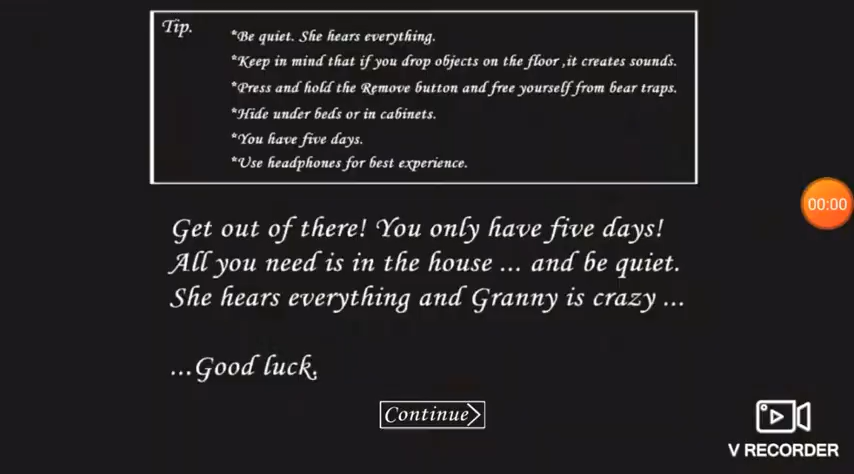 Tip.
*Be quiet. She hears everything.
*Keep in mind that if you drop objects on the floor ,it creates sounds.
*Press and hold the Remove button and free yourself from bear traps.
*Hide under beds or in cabinets.
*You have five days.
*Use headphones for best experience.
00:00
Get out of there! You only have five days!
All you need is in the house ... and be quiet.
She hears everything and Granny is crazy ...
...Good luck.
Continue
V RECORDER